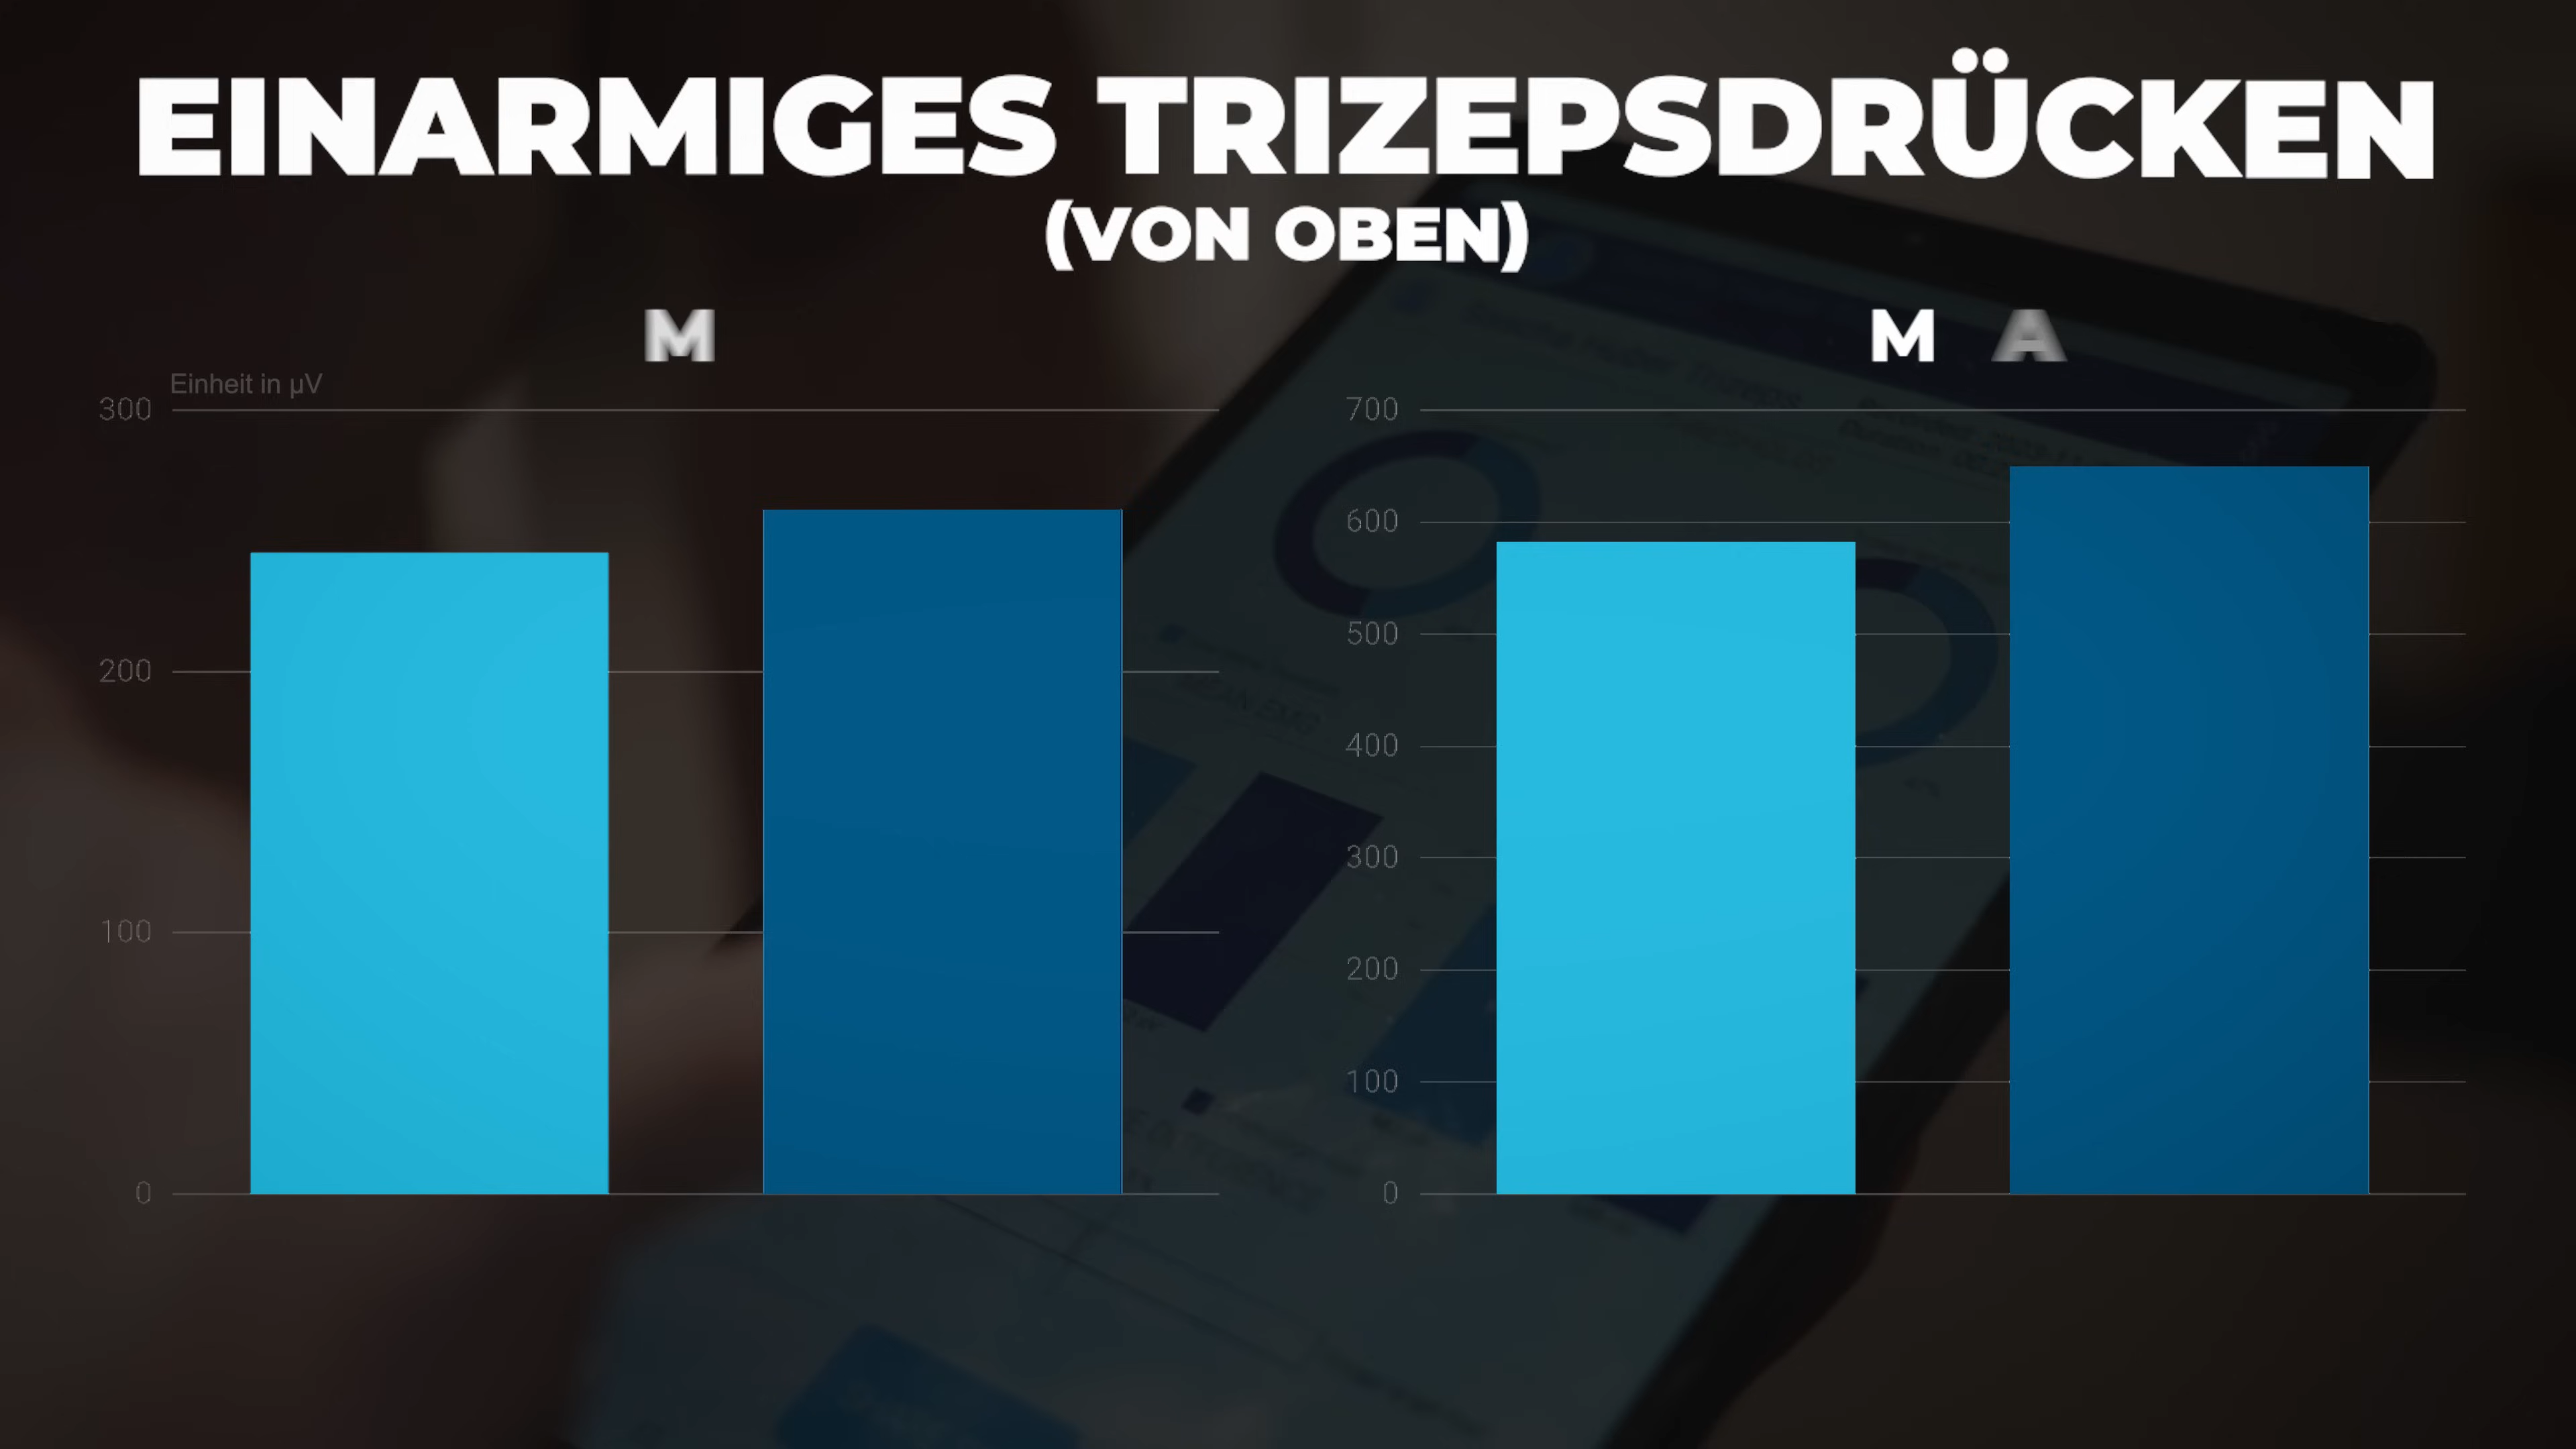 EINARMIGES TRIZEPSDRÜCKEN
(VON OBEN)
M
M A
Einheit in µV
300
200
100
0
700
600
500
400
300
200
100
0